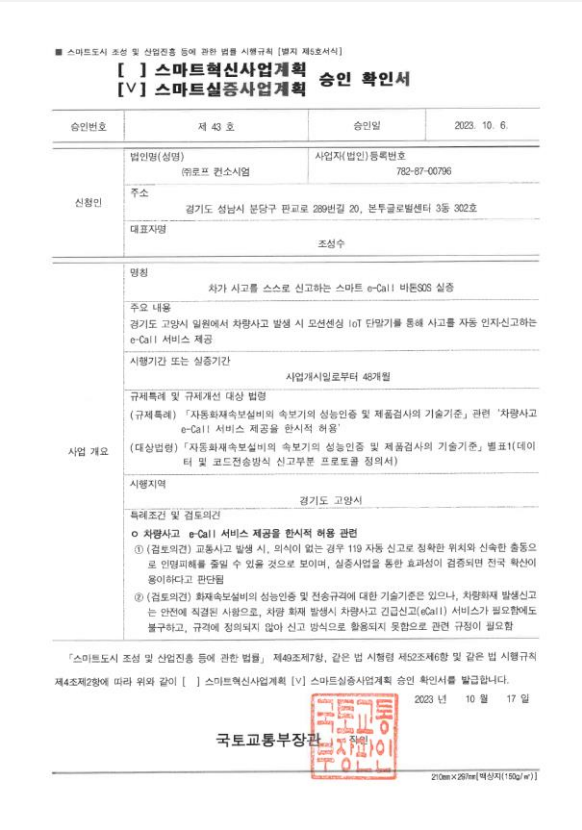 ■ 스마트도시 조성 및 산업진흥 등에 관한 법률 시행규칙 [별지 제5호서식]
[ ] 스마트혁신사업계획
[∨] 스마트실증사업계획
승인 확인서
승인번호
제 43 호
승인일
2023. 10. 6.
신청인
법인명(성명)
㈜로프 컨소시엄
사업자(법인)등록번호
782-87-00796
주소
경기도 성남시 분당구 판교로 289번길 20, 본투글로벌센터 3동 302호
대표자명
조성수
사업 개요
명칭
차가 사고를 스스로 신고하는 스마트 e-Call 바톤SOS 실증
주요 내용
경기도 고양시 일원에서 차량사고 발생 시 모션센싱 IoT 단말기를 통해 사고를 자동 인지·신고하는
e-Call 서비스 제공
시행기간 또는 실증기간
사업개시일로부터 48개월
규제특례 및 규제개선 대상 법령
(규제특례) 「자동화재속보설비의 속보기의 성능인증 및 제품검사의 기술기준」 관련 '차량사고
e-Call 서비스 제공을 한시적 허용'
(대상법령) 「자동화재속보설비의 속보기의 성능인증 및 제품검사의 기술기준」 별표1(데이
터 및 코드전송방식 신고부분 프로토콜 정의서)
시행지역
경기도 고양시
특례조건 및 검토의견
ㅇ 차량사고 e-Call 서비스 제공을 한시적 허용 관련
① (검토의견) 교통사고 발생 시, 의식이 없는 경우 119 자동 신고로 정확한 위치와 신속한 출동으
로 인명피해를 줄일 수 있을 것으로 보이며, 실증사업을 통한 효과성이 검증되면 전국 확산이
용이하다고 판단됨
② (검토의견) 화재속보설비의 성능인증 및 전송규격에 대한 기술기준은 있으나, 차량화재 발생신고
는 안전에 직결된 사항으로, 차량 화재 발생시 차량사고 긴급신고(eCall) 서비스가 필요함에도
불구하고, 규격에 정의되지 않아 신고 방식으로 활용되지 못함으로 관련 규정이 필요함
「스마트도시 조성 및 산업진흥 등에 관한 법률」 제49조제7항, 같은 법 시행령 제52조제6항 및 같은 법 시행규칙
제4조제2항에 따라 위와 같이 [ ] 스마트혁신사업계획 [∨] 스마트실증사업계획 승인 확인서를 발급합니다.
2023 년 10 월 17 일
국토교통부장관
직인
국토교통
부장관인
210㎜×297㎜[백상지(150g/㎡)]